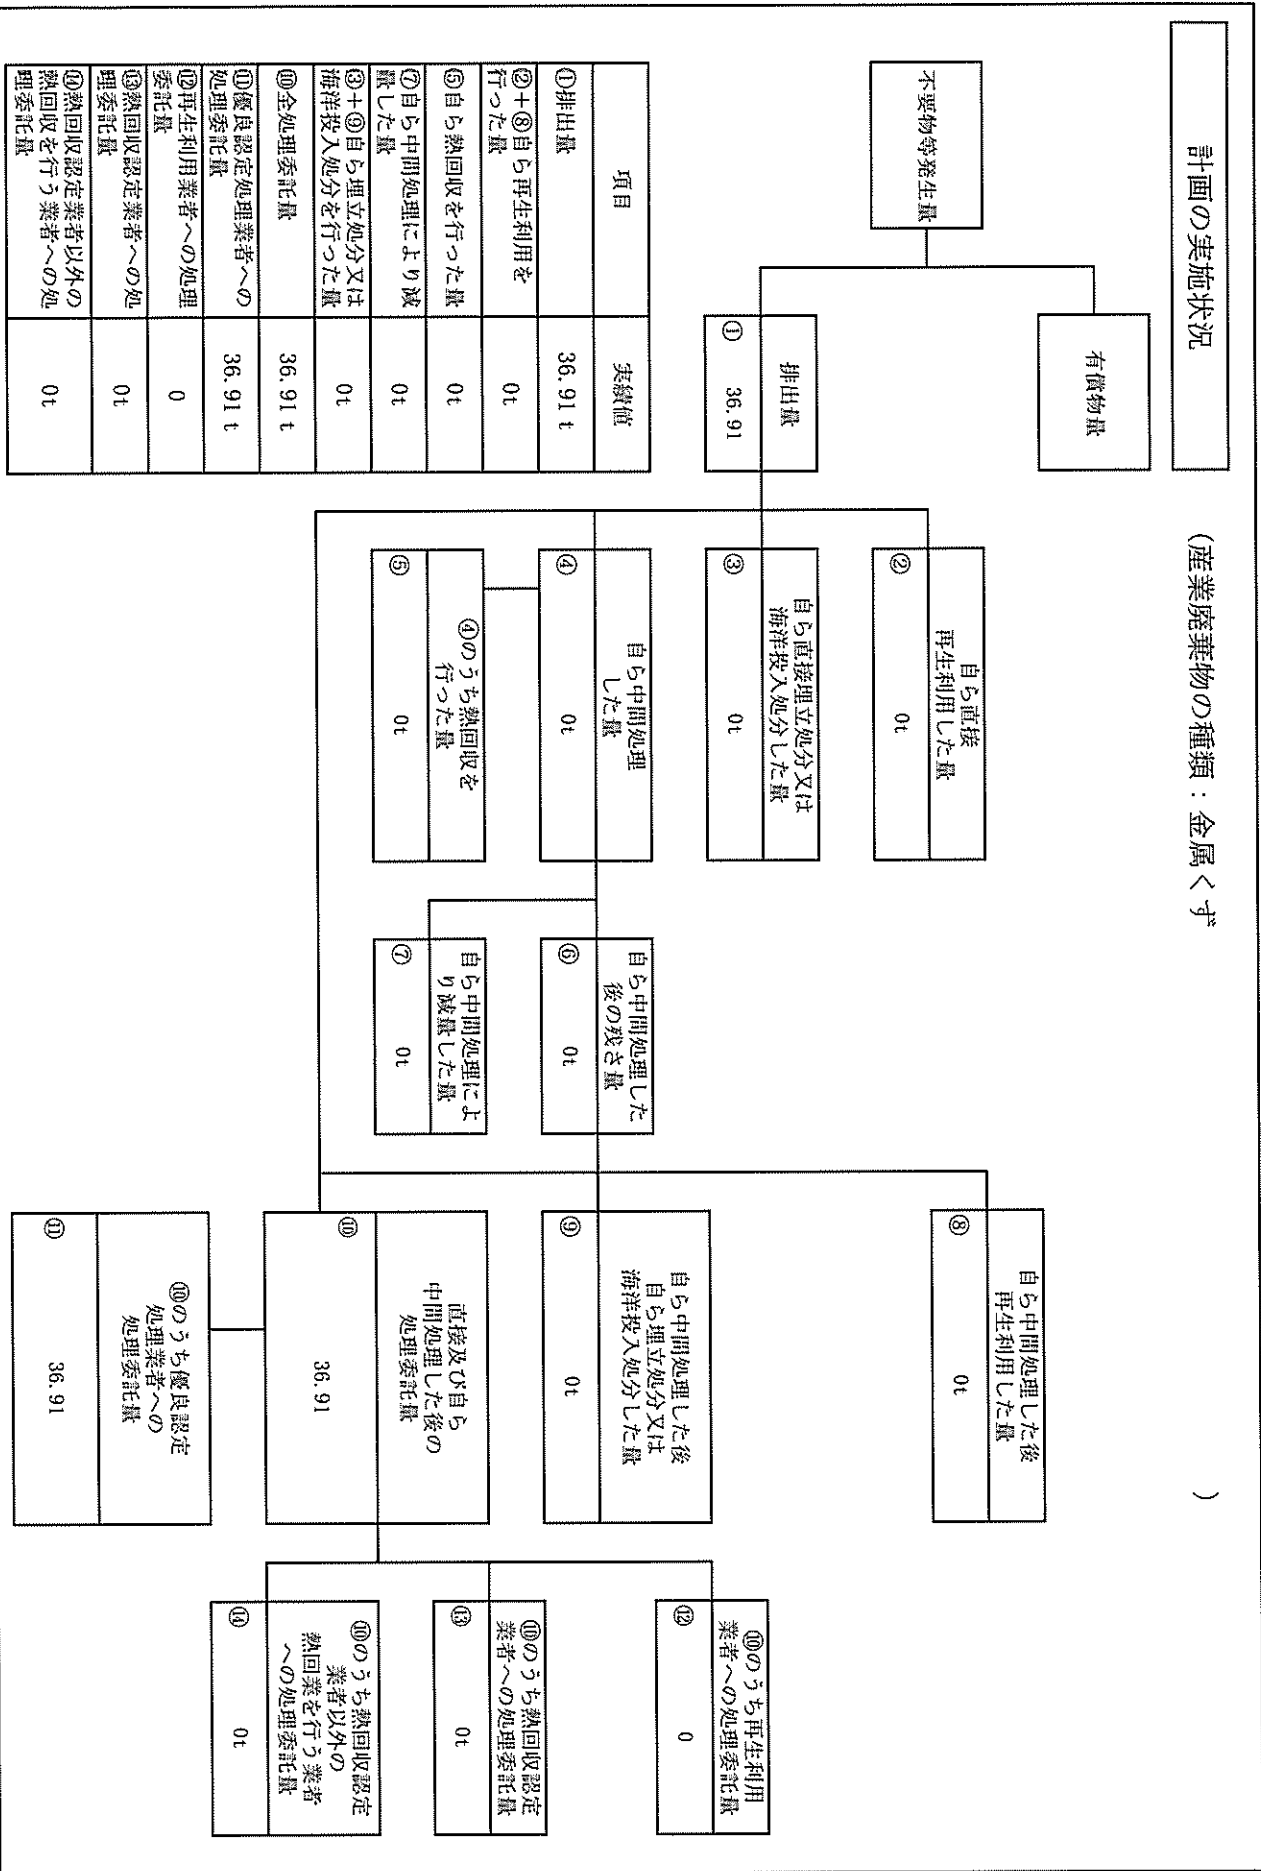 計画の実施状況
(産業廃棄物の種類：金属くず
)
不要物等発生量
有償物量
排出量
① 36.91
自ら直接
再生利用した量
② 0t
自ら直接埋立処分又は
海洋投入処分した量
③ 0t
自ら中間処理
した量
④ 0t
④のうち熱回収を
行った量
⑤ 0t
自ら中間処理した
後の残さ量
⑥ 0t
自ら中間処理によ
り減量した量
⑦ 0t
自ら中間処理した後
再生利用した量
⑧ 0t
自ら中間処理した後
自ら埋立処分又は
海洋投入処分した量
⑨ 0t
直接及び自ら
中間処理した後の
処理委託量
⑩ 36.91
⑩のうち優良認定
処理業者への
処理委託量
⑪ 36.91
⑩のうち再生利用
業者への処理委託量
⑫ 0
⑩のうち熱回収認定
業者への処理委託量
⑬ 0t
⑩のうち熱回収認定
業者以外の
熱回業を行う業者
への処理委託量
⑭ 0t
項目 実績値
①排出量 36.91 t
②＋⑧自ら再生利用を
行った量 0t
⑤自ら熱回収を行った量 0t
⑦自ら中間処理により減
量した量 0t
③＋⑨自ら埋立処分又は
海洋投入処分を行った量 0t
⑩全処理委託量 36.91 t
⑪優良認定処理業者への
処理委託量 36.91 t
⑫再生利用業者への処理
委託量 0
⑬熱回収認定業者への処
理委託量 0t
⑭熱回収認定業者以外の
熱回収を行う業者への処
理委託量 0t